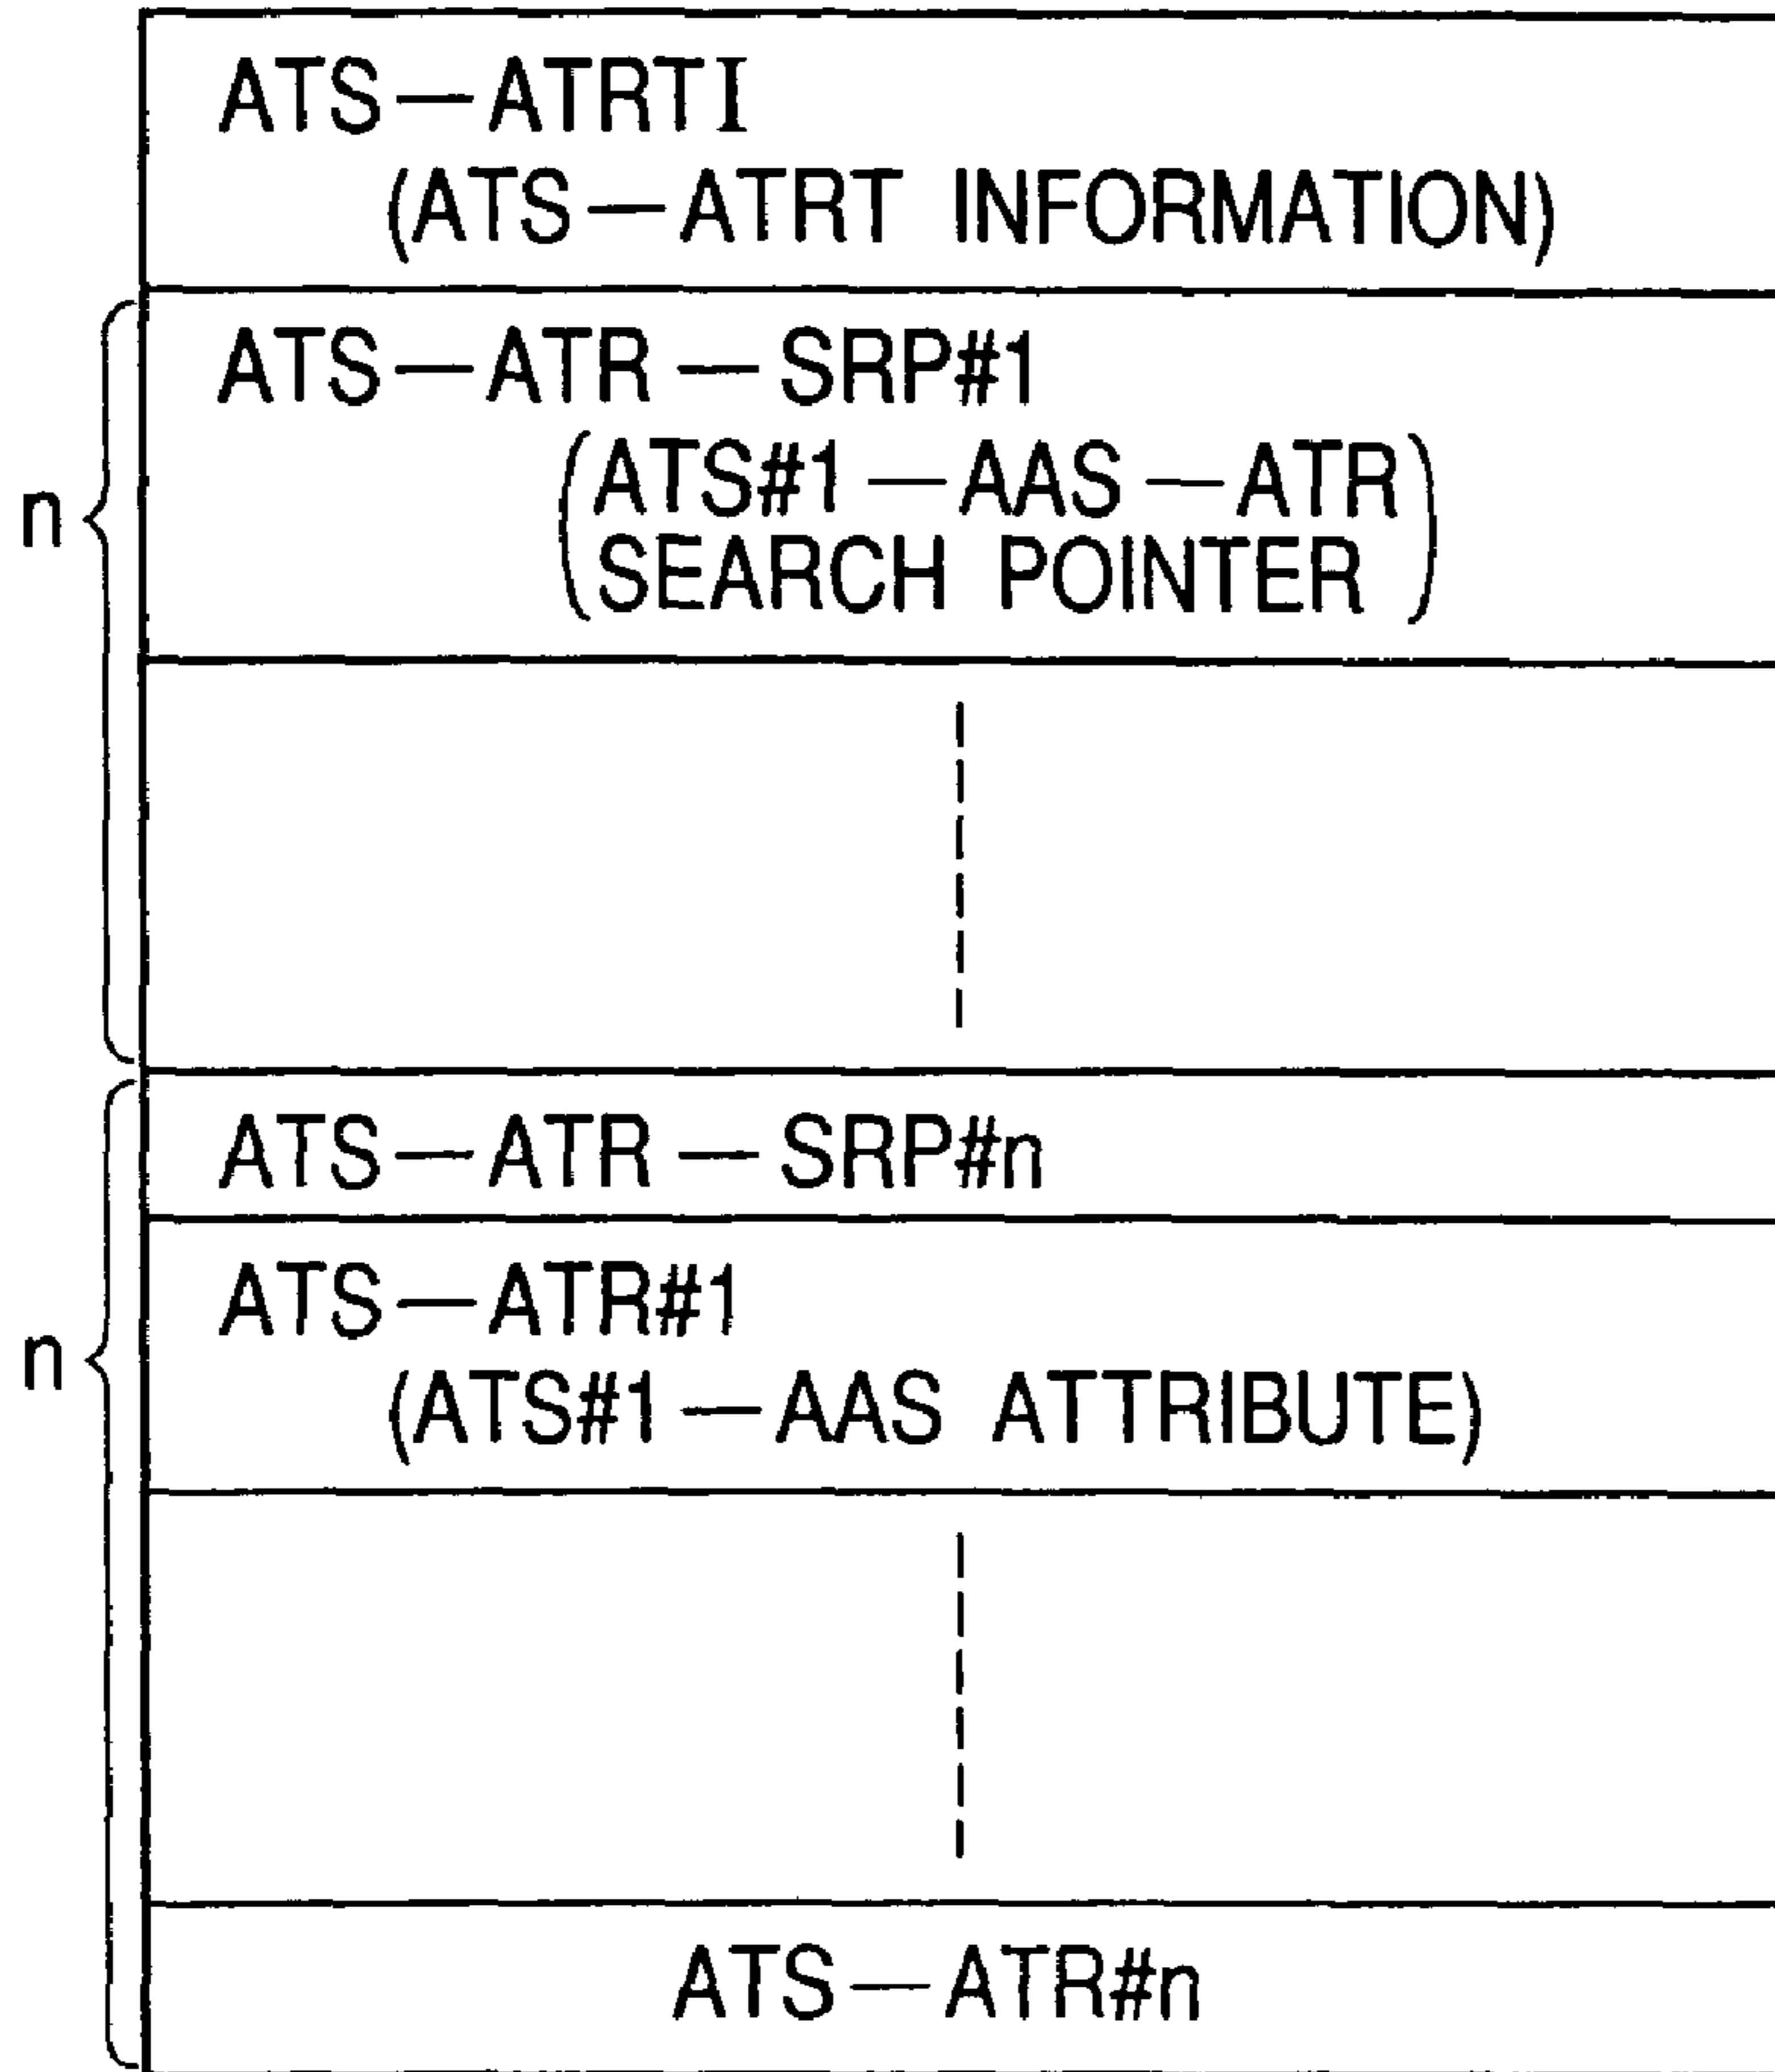 ATS—ATRTI
(ATS—ATRT INFORMATION)
ATS—ATR—SRP#1
(ATS#1—AAS—ATR
SEARCH POINTER)
n
ATS—ATR—SRP#n
ATS—ATR#1
(ATS#1—AAS ATTRIBUTE)
n
ATS—ATR#n